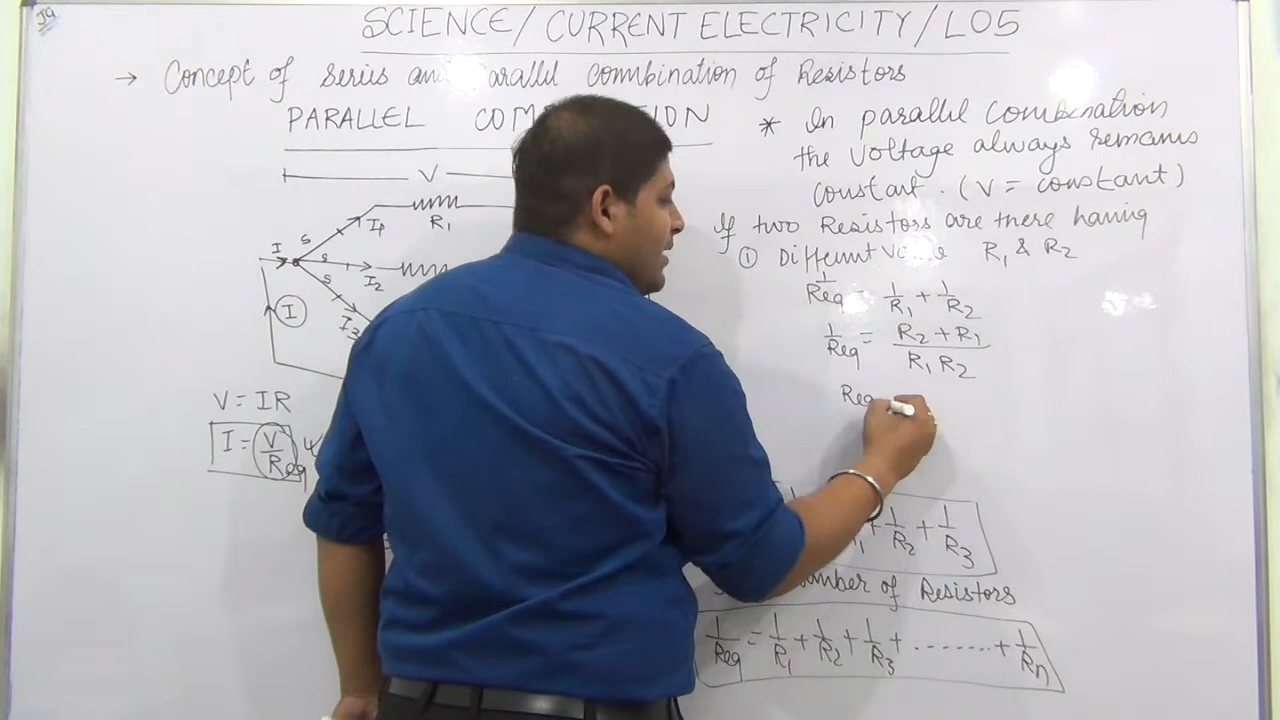 JG
SCIENCE/CURRENT ELECTRICITY/L05
→ Concept of Series and Parallel combination of Resistors
PARALLEL
V
I
S
I1
R1
S
I2
S
I3
I
V = IR
I = V/Req
* In parallel combination
the voltage always remains
constant. (V = constant)
If two Resistors are there having
① Different Value R1 & R2
1/Req = 1/R1 + 1/R2
1/Req = R2 + R1 / R1 R2
Req
+ 1/R2 + 1/R3
number of Resistors
1/Req = 1/R1 + 1/R2 + 1/R3 + ........ + 1/Rn